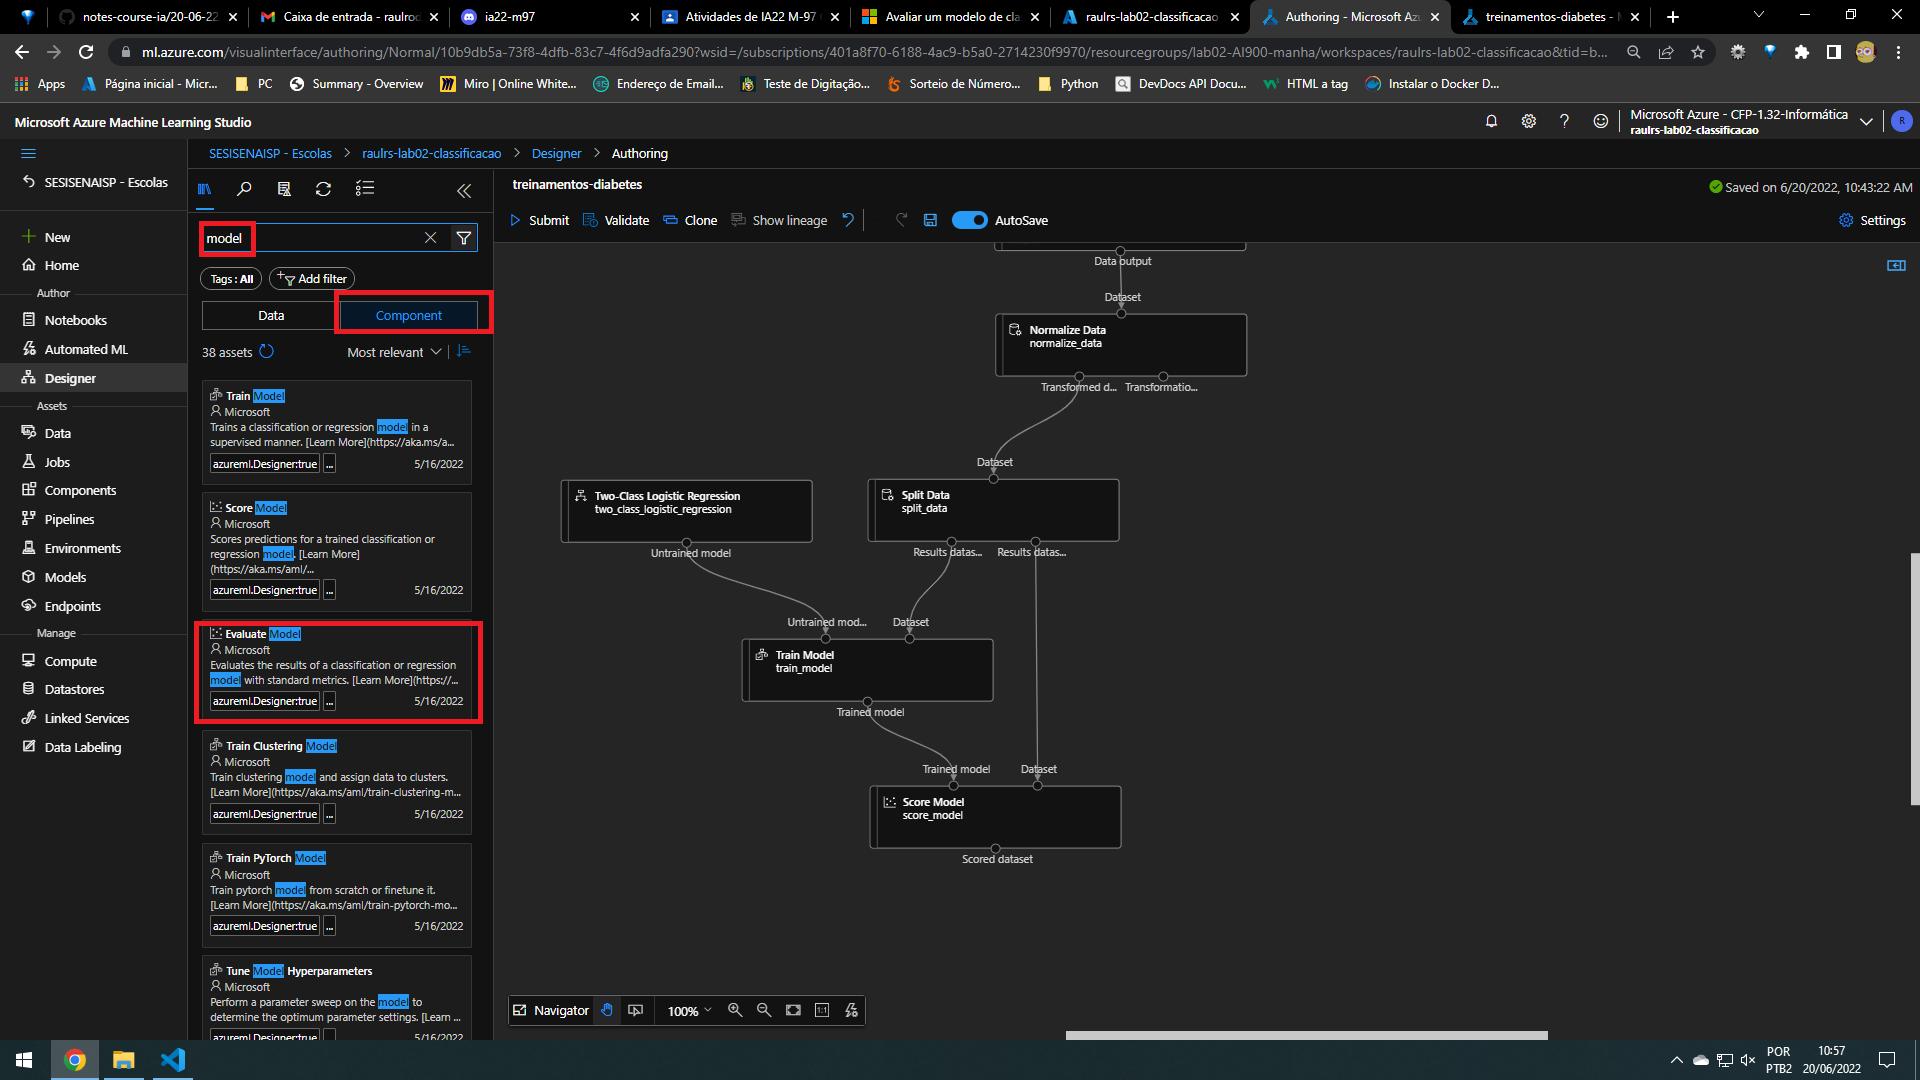 notes-course-ia/20-06-22
Caixa de entrada - raulrod
ia22-m97
Atividades de IA22 M-97
Avaliar um modelo de cla
raulrs-lab02-classificacao
Authoring - Microsoft Az
treinamentos-diabetes - M
ml.azure.com/visualinterface/authoring/Normal/10b9db5a-73f8-4dfb-83c7-4f6d9adfa290?wsid=/subscriptions/401a8f70-6188-4ac9-b5a0-2714230f9970/resourcegroups/lab02-AI900-manha/workspaces/raulrs-lab02-classificacao&tid=b...
Apps
Página inicial - Micr...
PC
Summary - Overview
Miro | Online White...
Endereço de Email...
Teste de Digitação...
Sorteio de Número...
Python
DevDocs API Docu...
HTML a tag
Instalar o Docker D...
Microsoft Azure Machine Learning Studio
Microsoft Azure - CFP-1.32-Informática
raulrs-lab02-classificacao
R
SESISENAISP - Escolas > raulrs-lab02-classificacao > Designer > Authoring
SESISENAISP - Escolas
New
Home
Author
Notebooks
Automated ML
Designer
Assets
Data
Jobs
Components
Pipelines
Environments
Models
Endpoints
Manage
Compute
Datastores
Linked Services
Data Labeling
model
Tags : All
Add filter
Data
Component
38 assets
Most relevant
Train Model
Microsoft
Trains a classification or regression model in a
supervised manner. [Learn More](https://aka.ms/a...
azureml.Designer:true
...
5/16/2022
Score Model
Microsoft
Scores predictions for a trained classification or
regression model. [Learn More]
(https://aka.ms/aml/...
azureml.Designer:true
...
5/16/2022
Evaluate Model
Microsoft
Evaluates the results of a classification or regression
model with standard metrics. [Learn More](https://...
azureml.Designer:true
...
5/16/2022
Train Clustering Model
Microsoft
Train clustering model and assign data to clusters.
[Learn More](https://aka.ms/aml/train-clustering-m...
azureml.Designer:true
...
5/16/2022
Train PyTorch Model
Microsoft
Train pytorch model from scratch or finetune it.
[Learn More](https://aka.ms/aml/train-pytorch-mo...
azureml.Designer:true
...
5/16/2022
Tune Model Hyperparameters
Microsoft
Perform a parameter sweep on the model to
determine the optimum parameter settings. [Learn ...
azureml.Designer:true
...
5/16/2022
treinamentos-diabetes
Saved on 6/20/2022, 10:43:22 AM
Submit
Validate
Clone
Show lineage
AutoSave
Settings
Data output
Dataset
Normalize Data
normalize_data
Transformed d...
Transformatio...
Dataset
Two-Class Logistic Regression
two_class_logistic_regression
Split Data
split_data
Untrained model
Results datas...
Results datas...
Untrained mod...
Dataset
Train Model
train_model
Trained model
Trained model
Dataset
Score Model
score_model
Scored dataset
Navigator
100%
1:1
POR
PTB2
10:57
20/06/2022